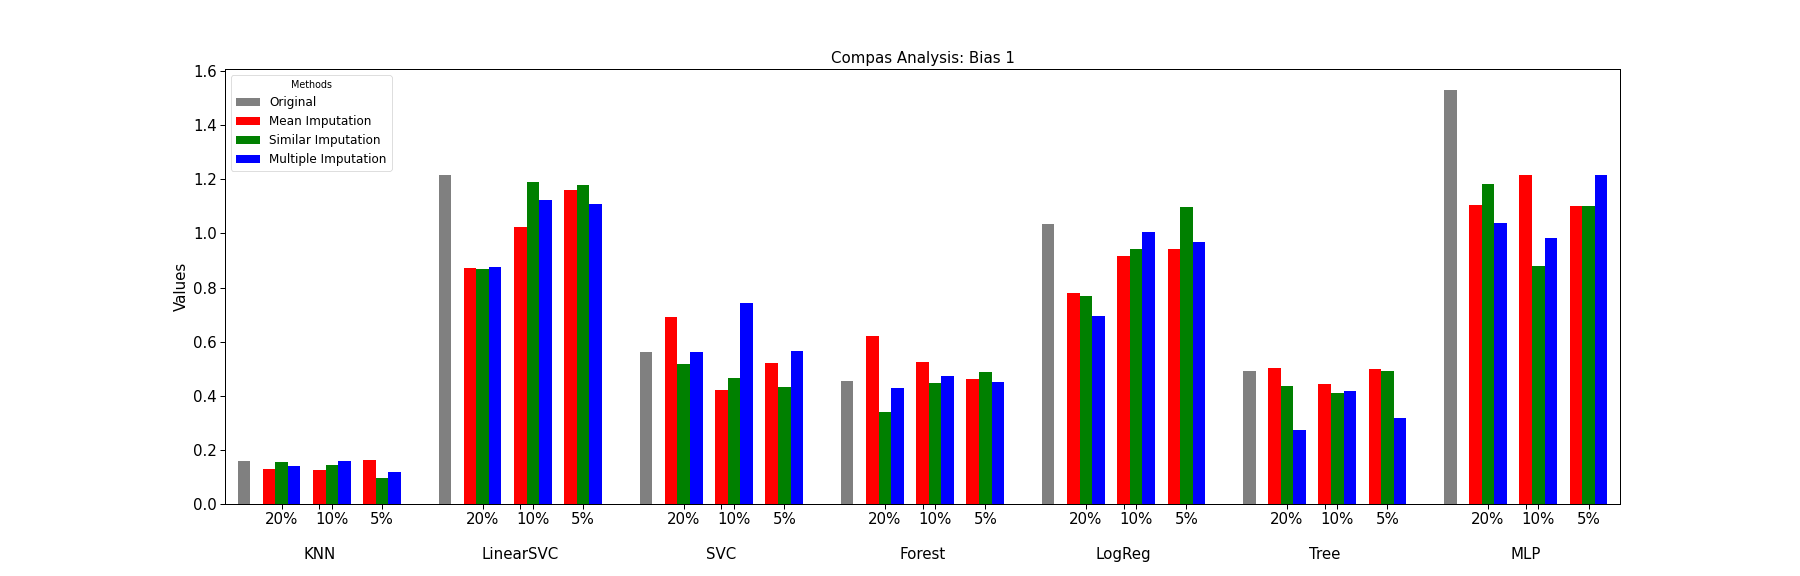 Compas Analysis: Bias 1
Methods
Original
Mean Imputation
Similar Imputation
Multiple Imputation
Values
1.6
1.4
1.2
1.0
0.8
0.6
0.4
0.2
0.0
20% 10% 5% 20% 10% 5% 20% 10% 5% 20% 10% 5% 20% 10% 5% 20% 10% 5% 20% 10% 5%
KNN LinearSVC SVC Forest LogReg Tree MLP